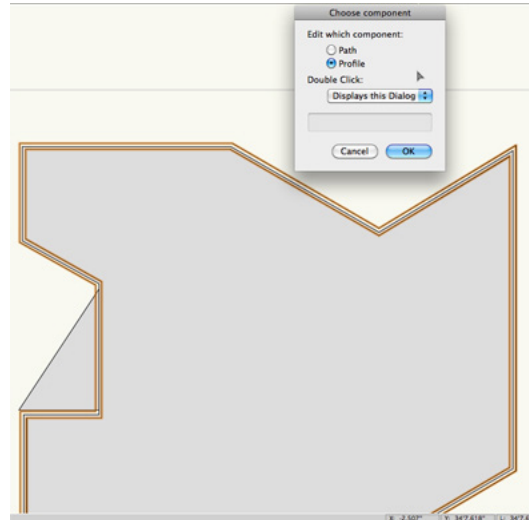 Choose component
Edit which component:
Path
Profile
Double Click:
Displays this Dialog
Cancel
OK